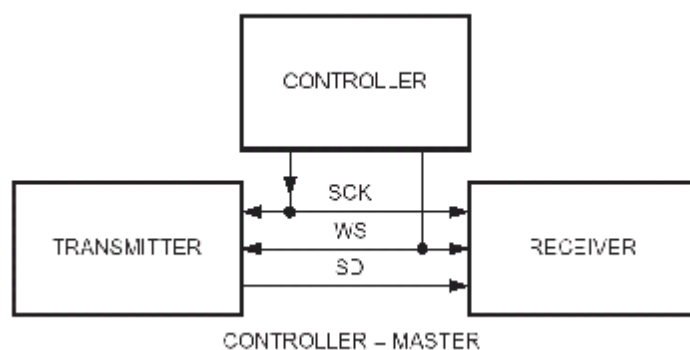 CONTROLLER
SCK
TRANSMITTER
WS
RECEIVER
SD
CONTROLLER – MASTER